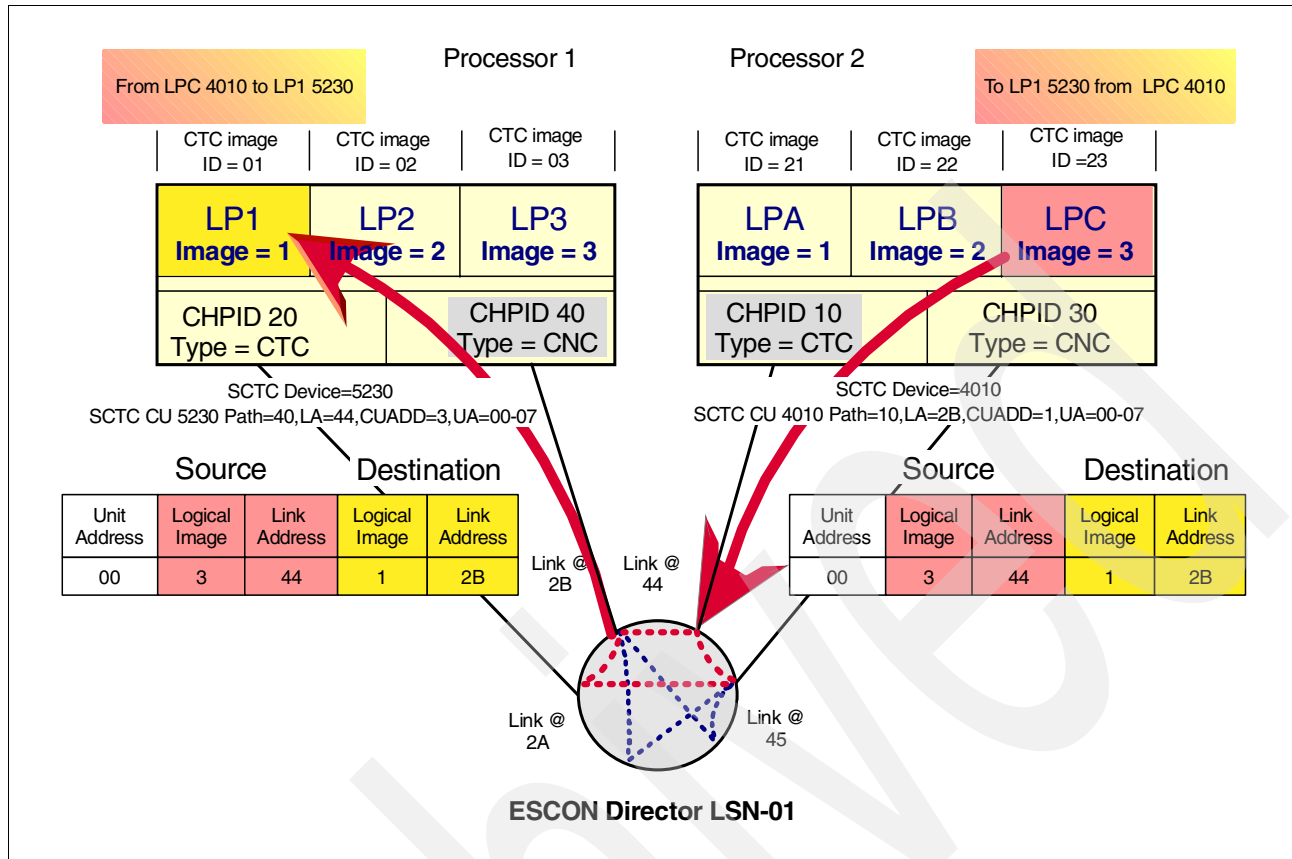 Processor 1
Processor 2
From LPC 4010 to LP1 5230
To LP1 5230 from LPC 4010
CTC image
ID = 01
CTC image
ID = 02
CTC image
ID = 03
CTC image
ID = 21
CTC image
ID = 22
CTC image
ID =23
LP1
Image = 1
LP2
Image = 2
LP3
Image = 3
LPA
Image = 1
LPB
Image = 2
LPC
Image = 3
CHPID 20
Type = CTC
CHPID 40
Type = CNC
CHPID 10
Type = CTC
CHPID 30
Type = CNC
SCTC Device=5230
SCTC CU 5230 Path=40,LA=44,CUADD=3,UA=00-07
SCTC Device=4010
SCTC CU 4010 Path=10,LA=2B,CUADD=1,UA=00-07
Source Destination
Unit Address Logical Image Link Address Logical Image Link Address
00 3 44 1 2B
Source Destination
Unit Address Logical Image Link Address Logical Image Link Address
00 3 44 1 2B
Link @
2B
Link @
44
Link @
2A
Link @
45
ESCON Director LSN-01